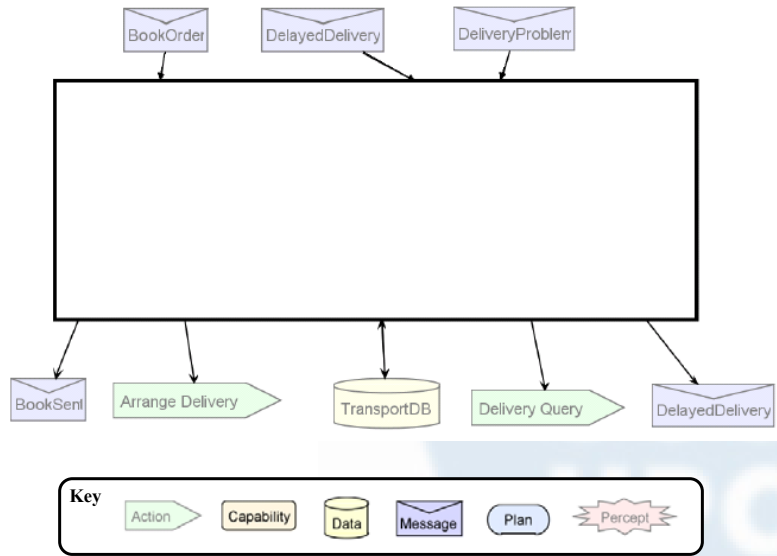 BookOrder
DelayedDelivery
DeliveryProblem
BookSent
Arrange Delivery
TransportDB
Delivery Query
DelayedDelivery
Key
Action
Capability
Data
Message
Plan
Percept